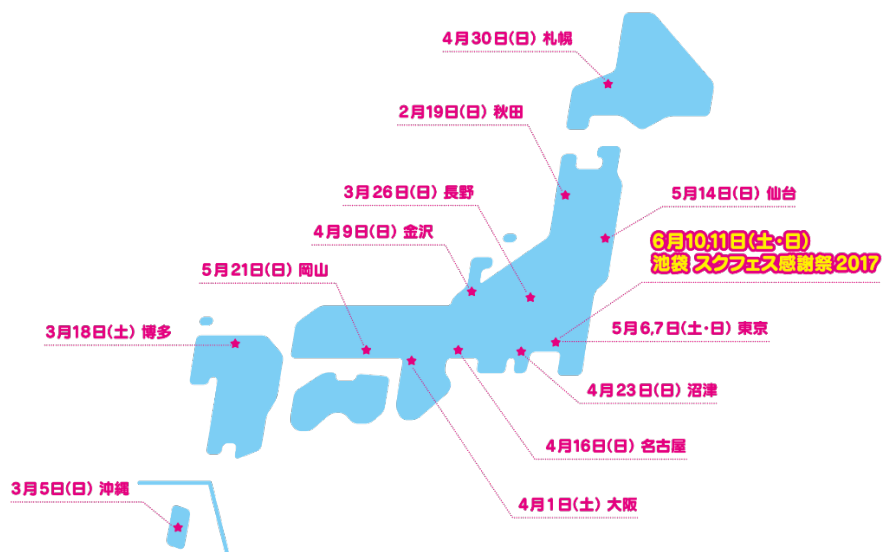 4月30日(日) 札幌
2月19日(日) 秋田
3月26日(日) 長野
5月14日(日) 仙台
4月9日(日) 金沢
6月10,11日(土・日)
池袋 スクフェス感謝祭 2017
5月21日(日) 岡山
3月18日(土) 博多
5月6,7日(土・日) 東京
4月23日(日) 沼津
4月16日(日) 名古屋
3月5日(日) 沖縄
4月1日(土) 大阪